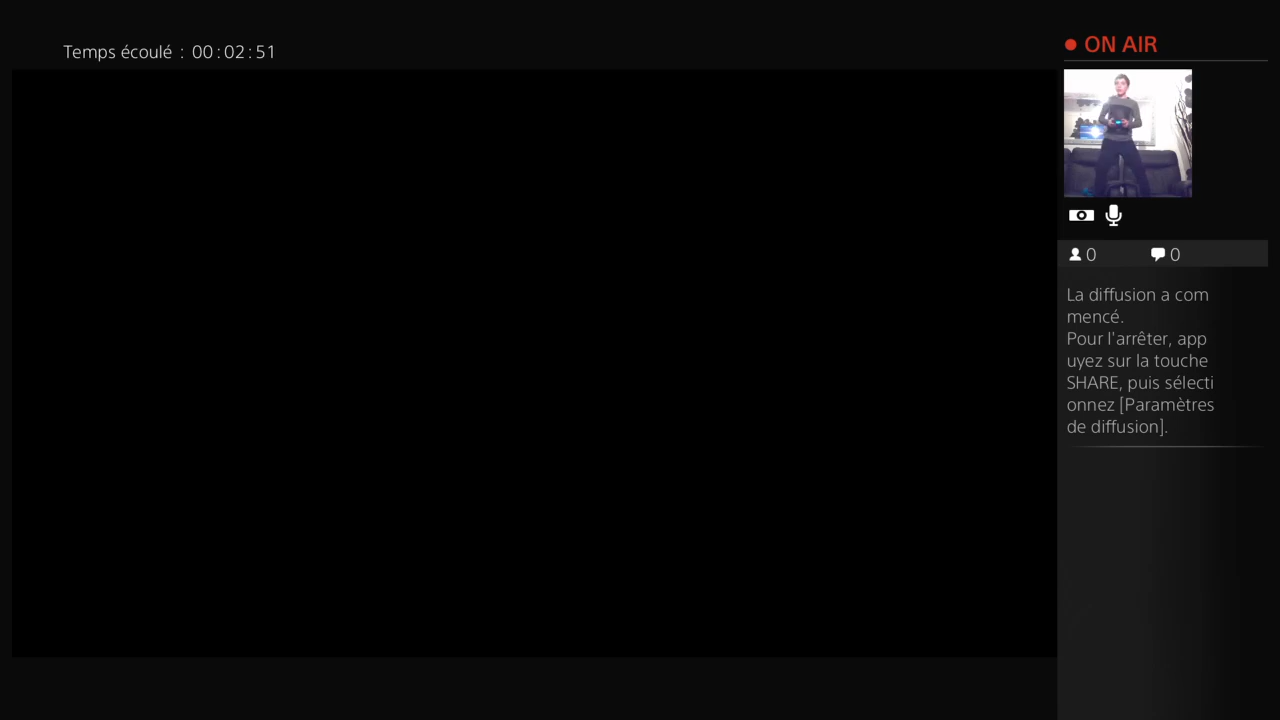 Temps écoulé : 00:02:51
ON AIR
0 0
La diffusion a com
mencé.
Pour l'arrêter, app
uyez sur la touche
SHARE, puis sélecti
onnez [Paramètres
de diffusion].